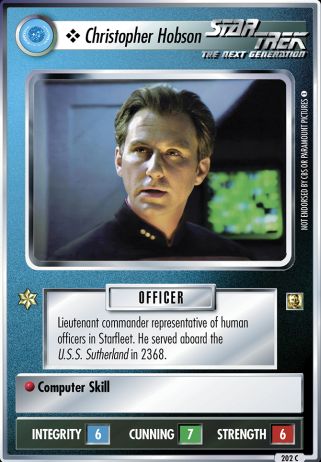 ❖ Christopher Hobson
STAR TREK
THE NEXT GENERATION
NOT ENDORSED BY CBS OR PARAMOUNT PICTURES
OFFICER
Lieutenant commander representative of human
officers in Starfleet. He served aboard the
U.S.S. Sutherland in 2368.
Computer Skill
INTEGRITY 6 CUNNING 7 STRENGTH 6
202 C